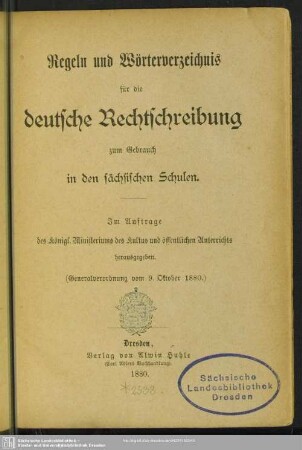 Regeln und Wörterverzeichnis
für die
deutsche Rechtschreibung
zum Gebrauch
in den sächsischen Schulen.
Im Auftrage
des Königl. Ministeriums des Kultus und öffentlichen Unterrichts
herausgegeben.
(Generalverordnung vom 9. Oktober 1880.)
Dresden,
Verlag von Alwin Huhle
1880.
Sächsische
Landesbibliothek
Dresden